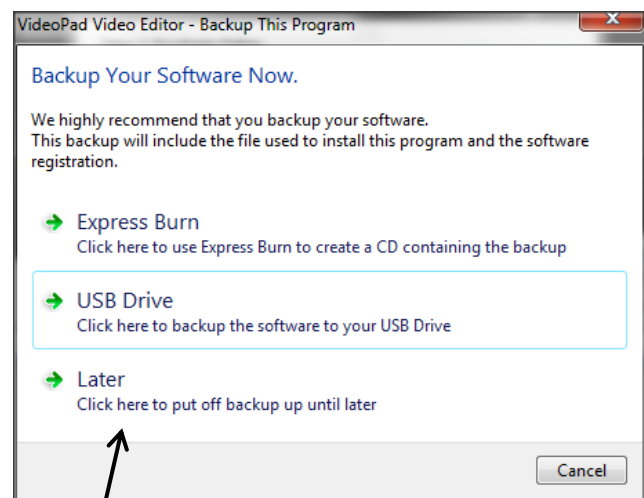 VideoPad Video Editor - Backup This Program
Backup Your Software Now.
We highly recommend that you backup your software.
This backup will include the file used to install this program and the software
registration.
Express Burn
Click here to use Express Burn to create a CD containing the backup
USB Drive
Click here to backup the software to your USB Drive
Later
Click here to put off backup up until later
Cancel